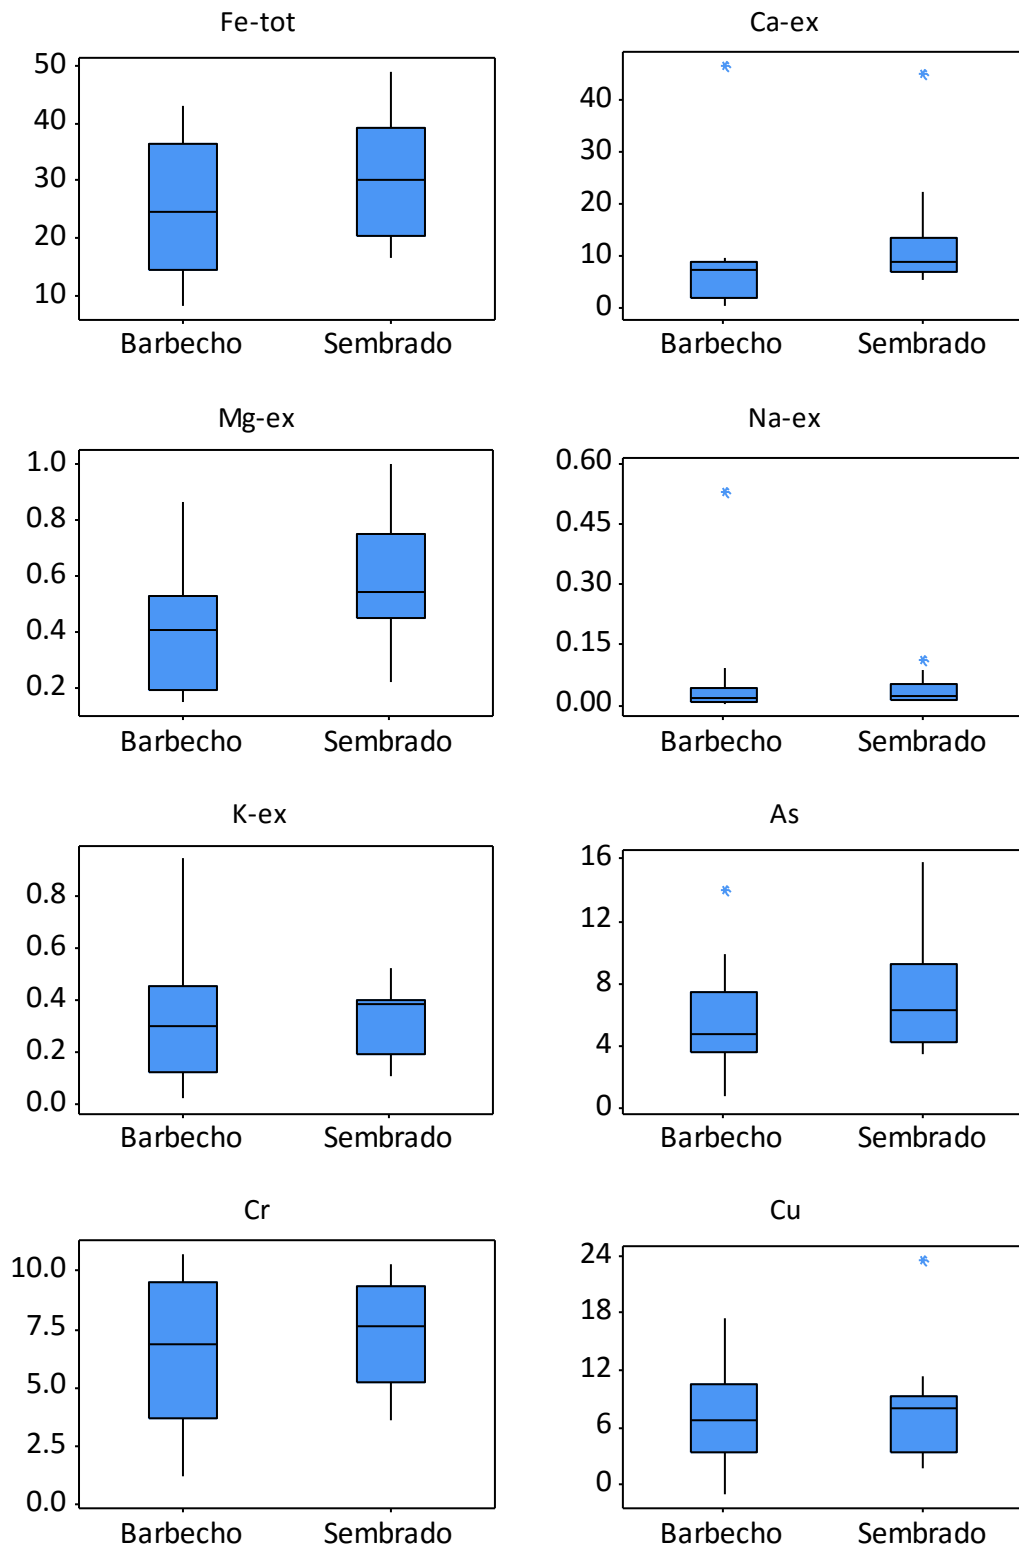 Fe-tot
50
40
30
20
10
Barbecho Sembrado
Ca-ex
40
30
20
10
0
Barbecho Sembrado
Mg-ex
1.0
0.8
0.6
0.4
0.2
Barbecho Sembrado
Na-ex
0.60
0.45
0.30
0.15
0.00
Barbecho Sembrado
K-ex
0.8
0.6
0.4
0.2
0.0
Barbecho Sembrado
As
16
12
8
4
0
Barbecho Sembrado
Cr
10.0
7.5
5.0
2.5
0.0
Barbecho Sembrado
Cu
24
18
12
6
0
Barbecho Sembrado